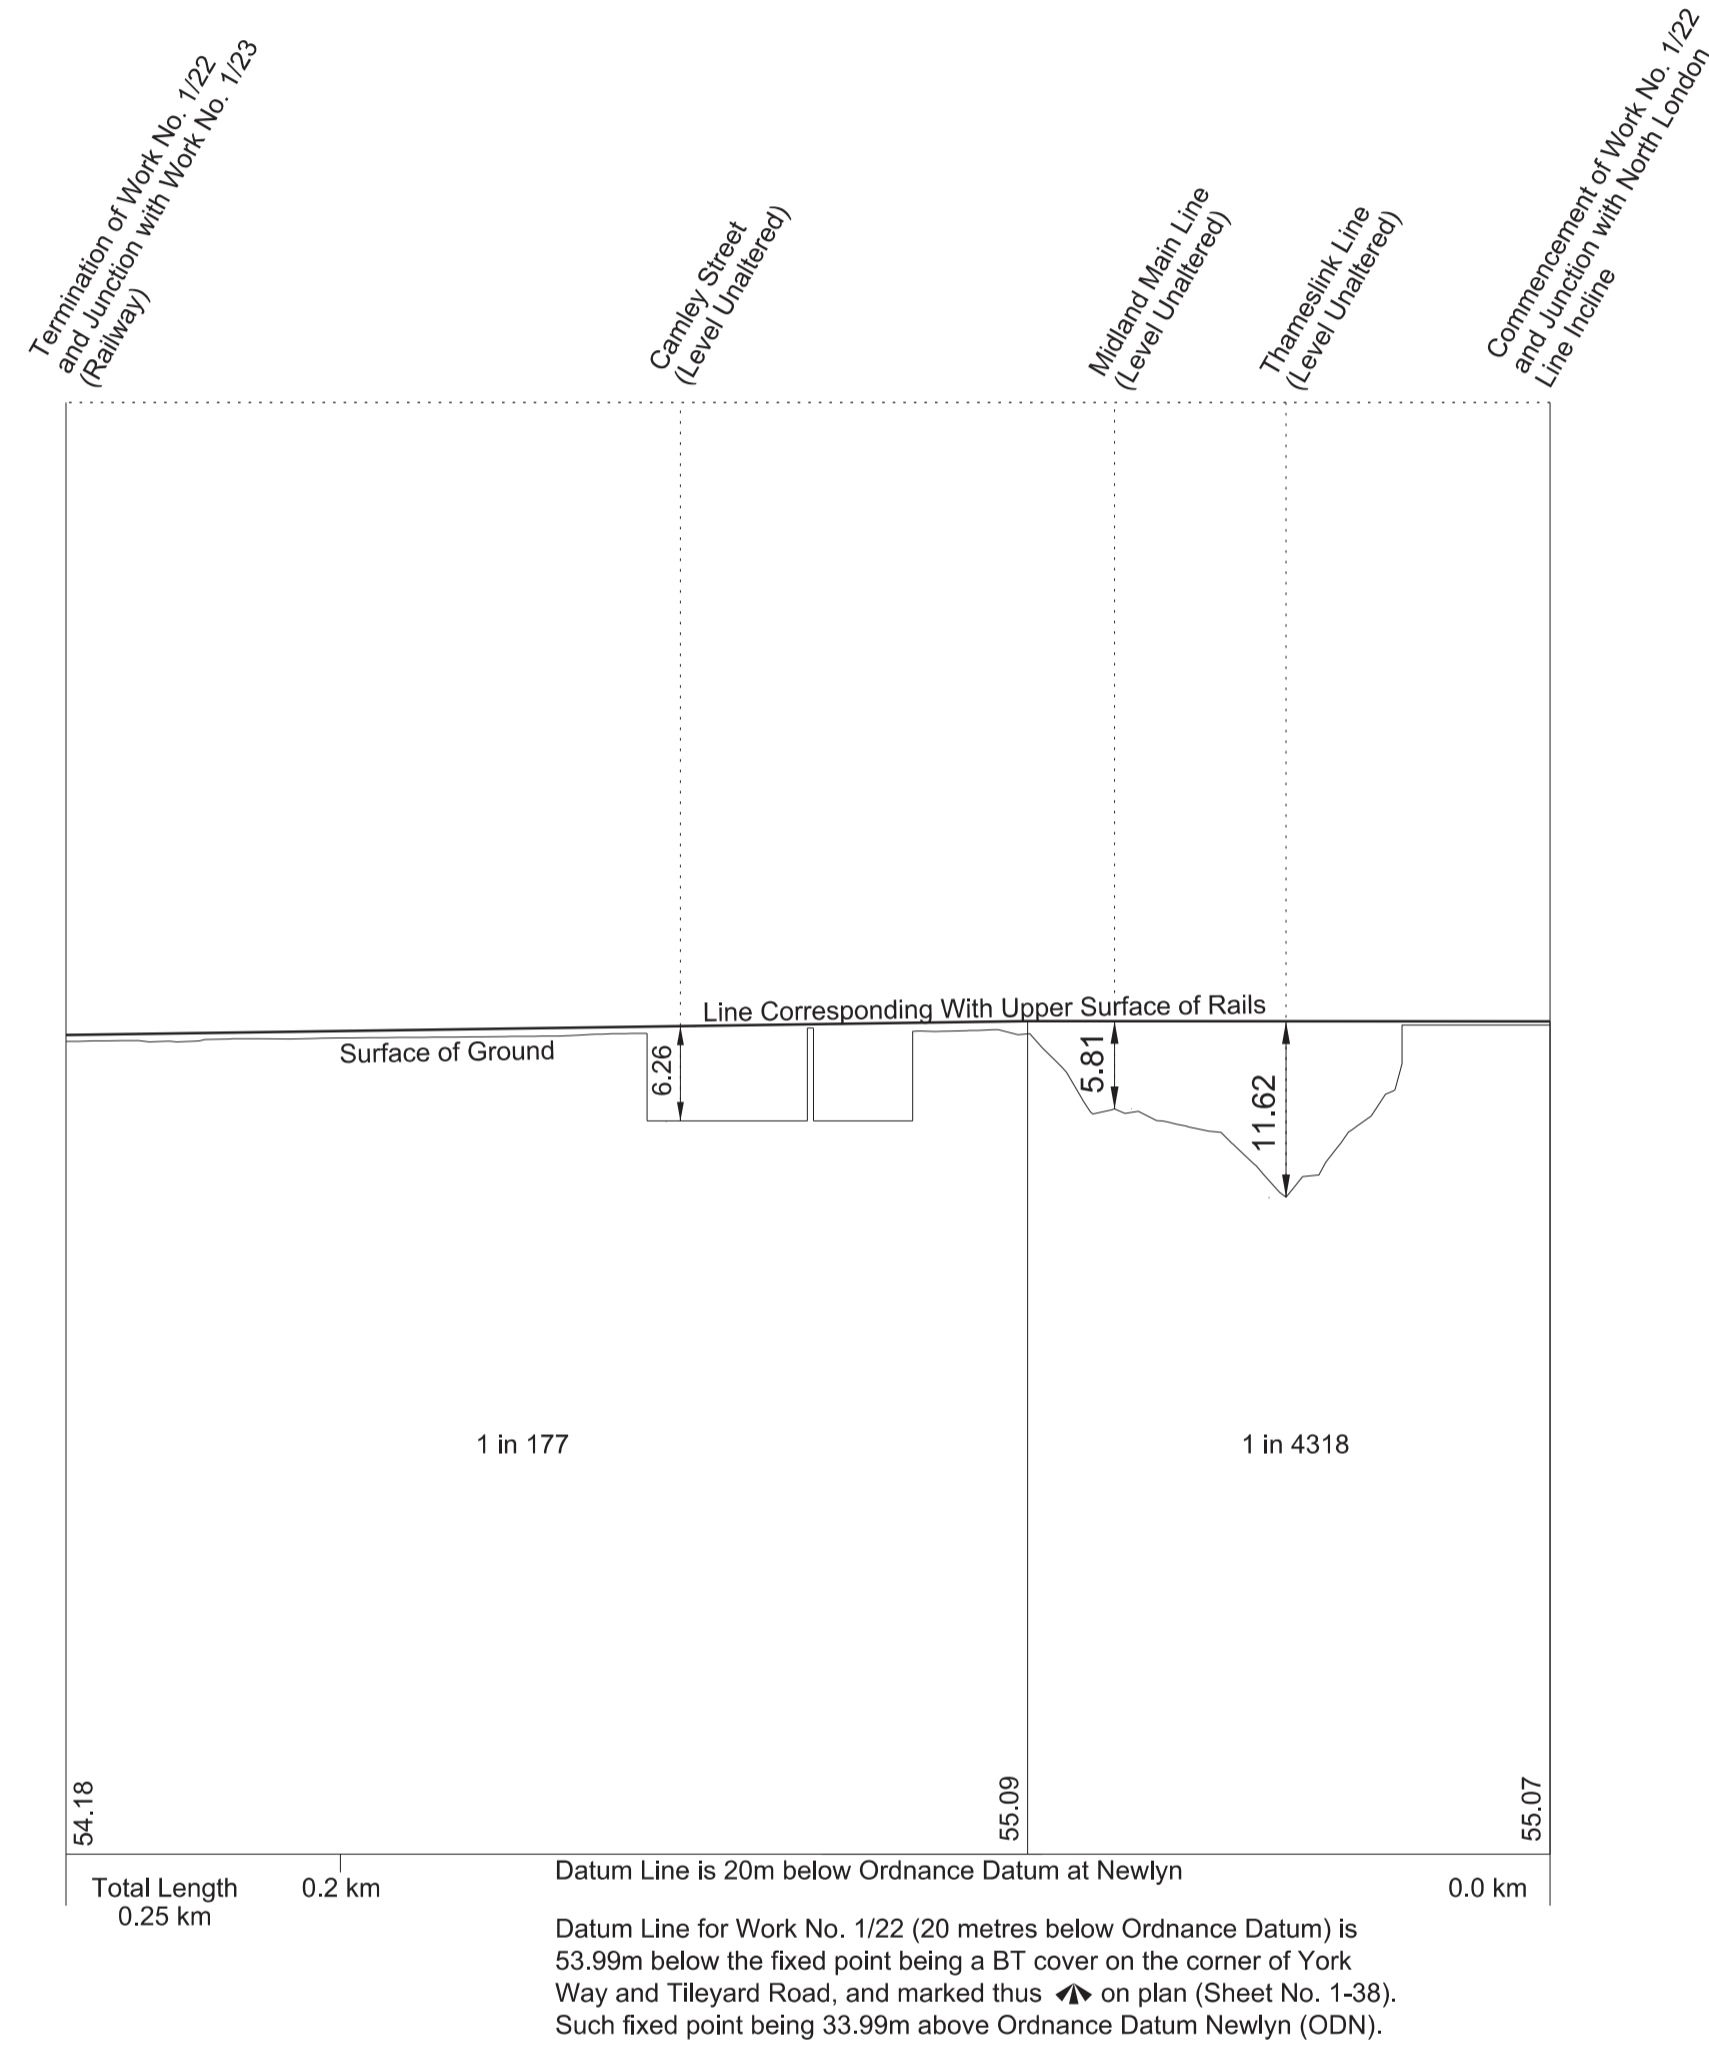 Termination of Work No. 1/22
and Junction with Work No. 1/23
(Railway)
Camley Street
(Level Unaltered)
Midland Main Line
(Level Unaltered)
Thameslink Line
(Level Unaltered)
Commencement of Work No. 1/22
and Junction with North London
Line Incline
Line Corresponding With Upper Surface of Rails
Surface of Ground
6.26
5.81
11.62
1 in 177
1 in 4318
54.18
55.09
55.07
Total Length
0.25 km
0.2 km
0.0 km
Datum Line is 20m below Ordnance Datum at Newlyn
Datum Line for Work No. 1/22 (20 metres below Ordnance Datum) is
53.99m below the fixed point being a BT cover on the corner of York
Way and Tileyard Road, and marked thus on plan (Sheet No. 1-38).
Such fixed point being 33.99m above Ordnance Datum Newlyn (ODN).